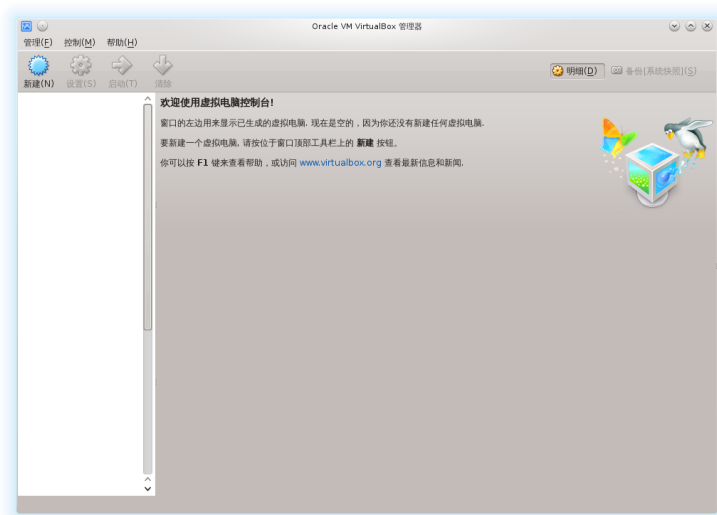 Oracle VM VirtualBox 管理器
管理(F) 控制(M) 帮助(H)
新建(N) 设置(S) 启动(T) 清除 明细(D) 备份[系统快照](S)
欢迎使用虚拟电脑控制台!
窗口的左边用来显示已生成的虚拟电脑. 现在是空的，因为你还没有新建任何虚拟电脑.
要新建一个虚拟电脑, 请按位于窗口顶部工具栏上的 新建 按钮。
你可以按 F1 键来查看帮助，或访问 www.virtualbox.org 查看最新信息和新闻.